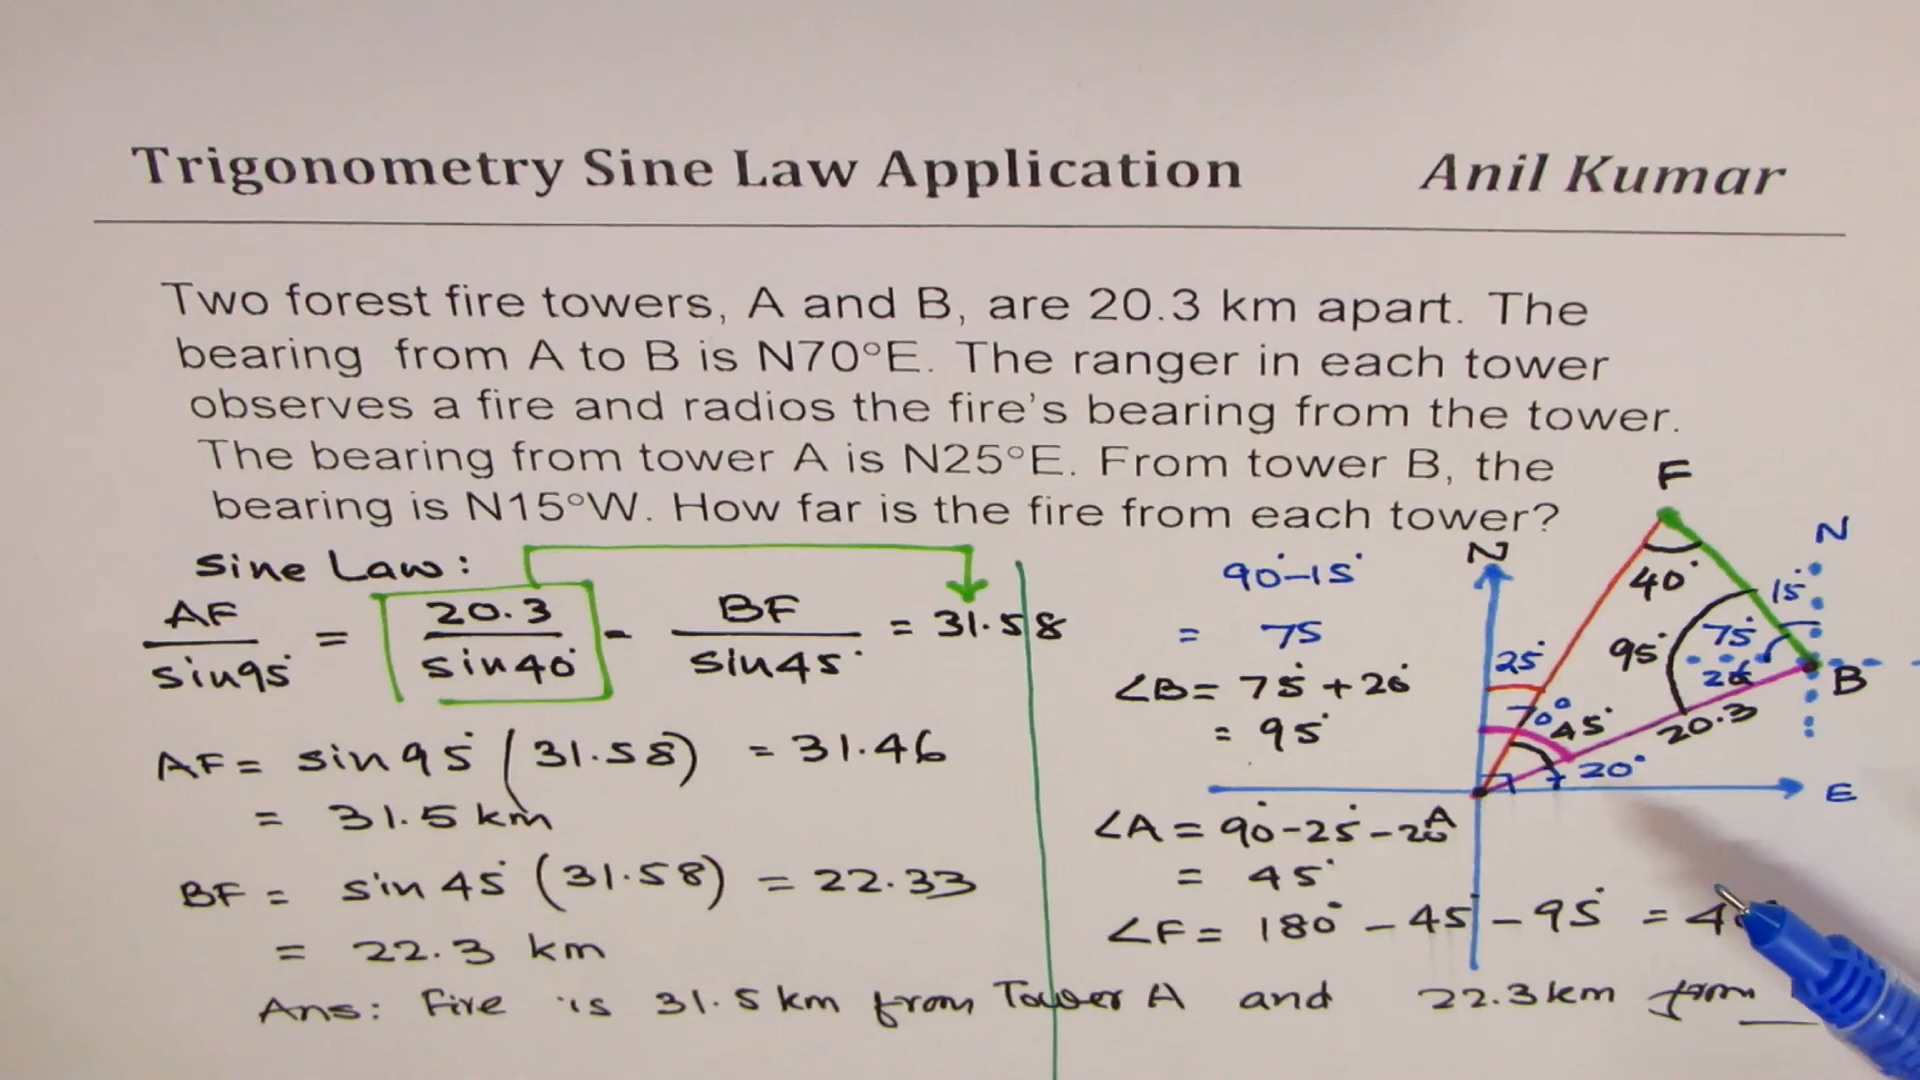 Trigonometry Sine Law Application Anil Kumar
Two forest fire towers, A and B, are 20.3 km apart. The
bearing from A to B is N70°E. The ranger in each tower
observes a fire and radios the fire's bearing from the tower.
The bearing from tower A is N25°E. From tower B, the
bearing is N15°W. How far is the fire from each tower?
Sine Law:
AF/sin95° = 20.3/sin40° = BF/sin45° = 31.58
AF = sin95° (31.58) = 31.46
= 31.5 km
BF = sin 45° (31.58) = 22.33
= 22.3 km
90°-15°
= 75
∠B = 75° + 20°
= 95°
∠A = 90° - 25° - 20°
= 45°
∠F = 180° - 45° - 95° =
F
N
N
40°
15°
75°
95°
25°
B
70°
45°
20.3
20°
E
A
Ans: Fire is 31.5 km from Tower A and 22.3 km from